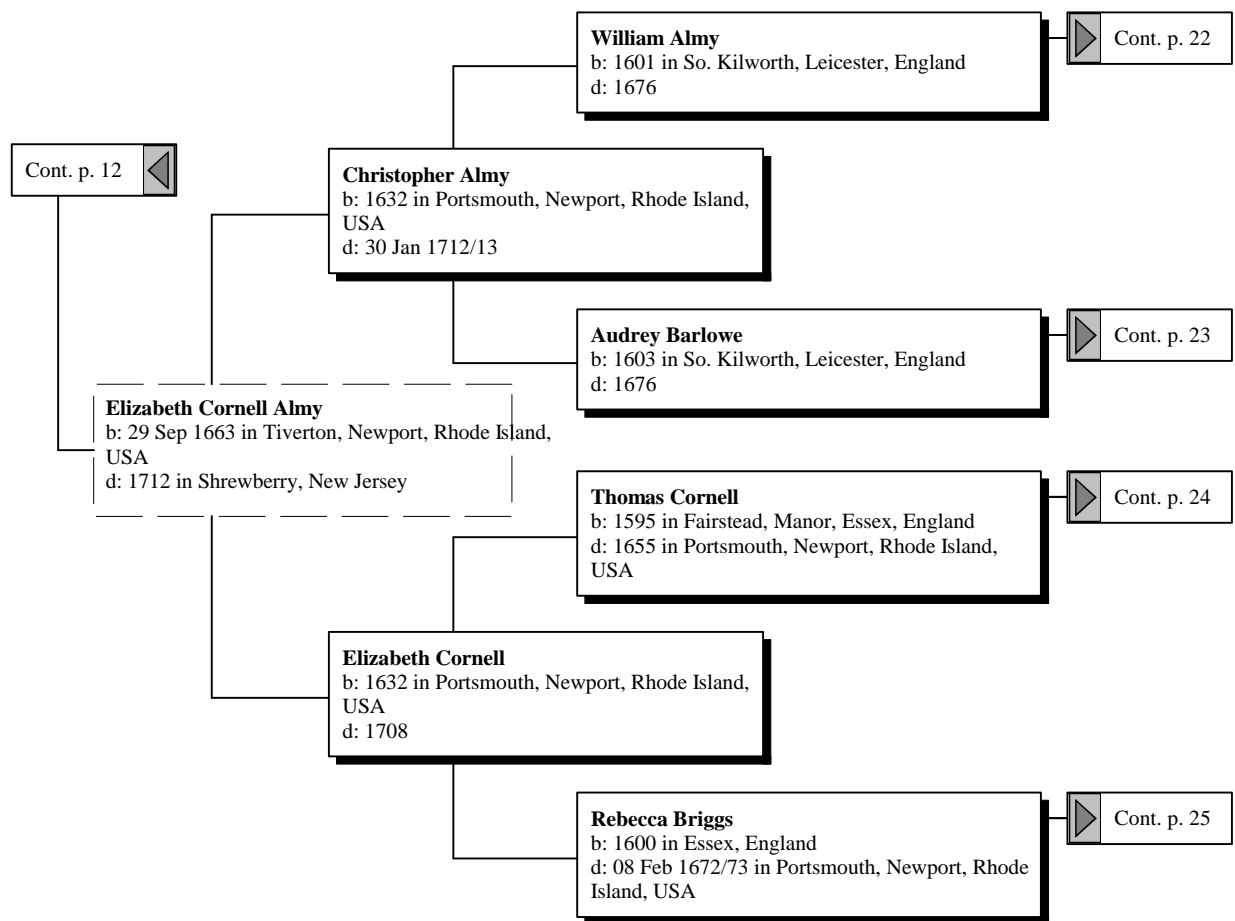 William Almy
b: 1601 in So. Kilworth, Leicester, England
d: 1676
Cont. p. 22
Cont. p. 12
Christopher Almy
b: 1632 in Portsmouth, Newport, Rhode Island,
USA
d: 30 Jan 1712/13
Audrey Barlowe
b: 1603 in So. Kilworth, Leicester, England
d: 1676
Cont. p. 23
Elizabeth Cornell Almy
b: 29 Sep 1663 in Tiverton, Newport, Rhode Island,
USA
d: 1712 in Shrewberry, New Jersey
Thomas Cornell
b: 1595 in Fairstead, Manor, Essex, England
d: 1655 in Portsmouth, Newport, Rhode Island,
USA
Cont. p. 24
Elizabeth Cornell
b: 1632 in Portsmouth, Newport, Rhode Island,
USA
d: 1708
Rebecca Briggs
b: 1600 in Essex, England
d: 08 Feb 1672/73 in Portsmouth, Newport, Rhode
Island, USA
Cont. p. 25